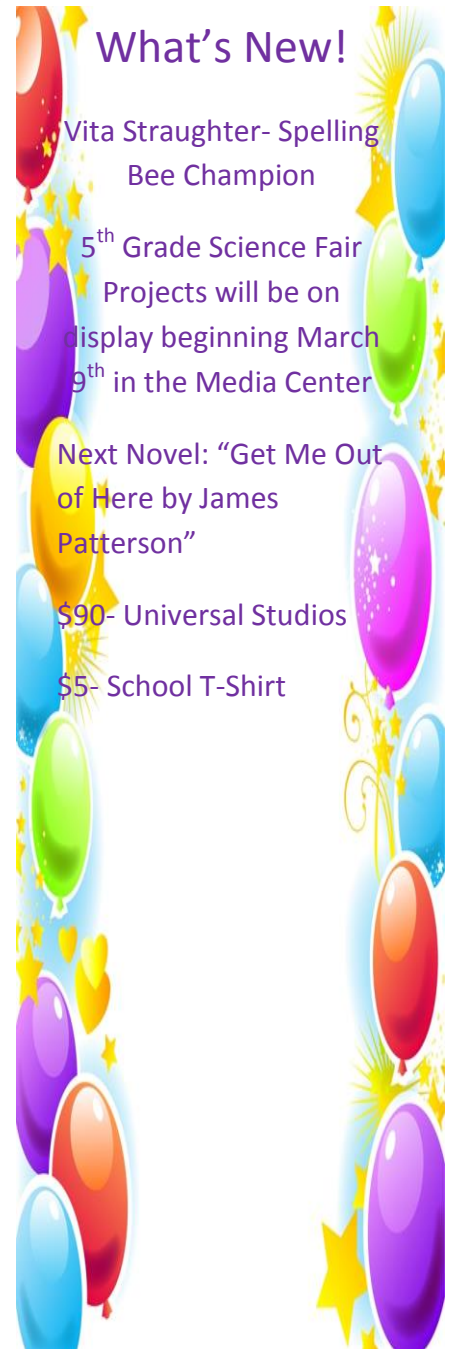 What’s New!
Vita Straughter- Spelling
Bee Champion
5th Grade Science Fair
Projects will be on
display beginning March
9th in the Media Center
Next Novel: “Get Me Out
of Here by James
Patterson”
$90- Universal Studios
$5- School T-Shirt